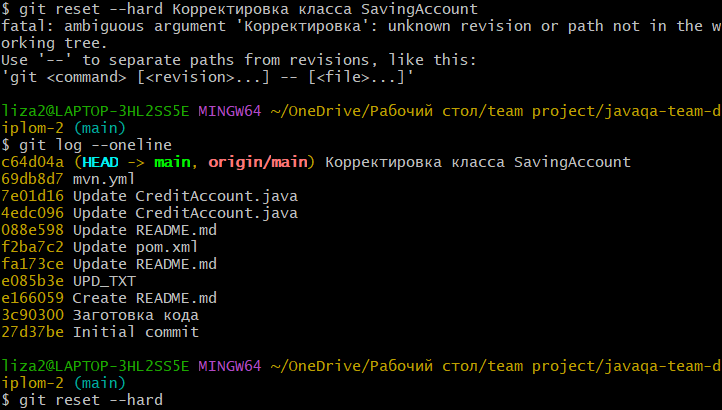 $ git reset --hard Корректировка класса SavingAccount
fatal: ambiguous argument 'Корректировка': unknown revision or path not in the w
orking tree.
Use '--' to separate paths from revisions, like this:
'git <command> [<revision>...] -- [<file>...]'
liza2@LAPTOP-3HL2SS5E MINGW64 ~/OneDrive/Рабочий стол/team project/javaqa-team-d
iplom-2 (main)
$ git log --oneline
c64d04a (HEAD -> main, origin/main) Корректировка класса SavingAccount
69db8d7 mvn.yml
7e01d16 Update CreditAccount.java
4edc096 Update CreditAccount.java
088e598 Update README.md
f2ba7c2 Update pom.xml
fa173ce Update README.md
e085b3e UPD_TXT
e166059 Create README.md
3c90300 Заготовка кода
27d37be Initial commit
liza2@LAPTOP-3HL2SS5E MINGW64 ~/OneDrive/Рабочий стол/team project/javaqa-team-d
iplom-2 (main)
$ git reset --hard